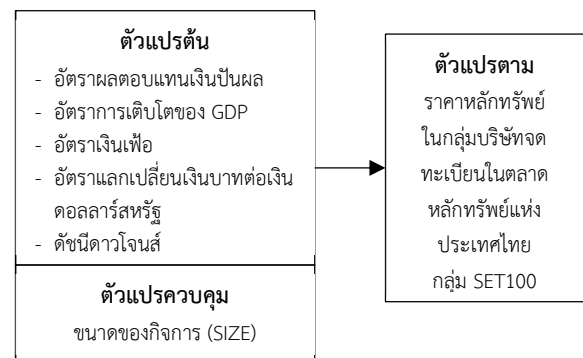 ตัวแปรต้น
- อัตราผลตอบแทนเงินปันผล
- อัตราการเติบโตของ GDP
- อัตราเงินเฟ้อ
- อัตราแลกเปลี่ยนเงินบาทต่อเงิน
ดอลลาร์สหรัฐ
- ดัชนีดาวโจนส์
ตัวแปรควบคุม
ขนาดของกิจการ (SIZE)
ตัวแปรตาม
ราคาหลักทรัพย์
ในกลุ่มบริษัทจด
ทะเบียนในตลาด
หลักทรัพย์แห่ง
ประเทศไทย
กลุ่ม SET100